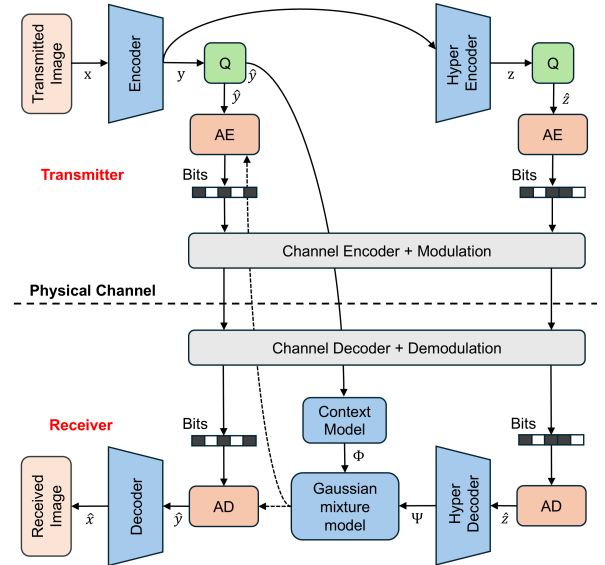 Transmitted
Image
x
Encoder
y
Q
ŷ
ŷ
Hyper
Encoder
z
Q
ẑ
AE
AE
Transmitter
Bits
Bits
Channel Encoder + Modulation
Physical Channel
Channel Decoder + Demodulation
Receiver
Bits
Context
Model
Bits
Φ
Received
Image
x̂
Decoder
ŷ
AD
Gaussian
mixture
model
Ψ
Hyper
Decoder
ẑ
AD